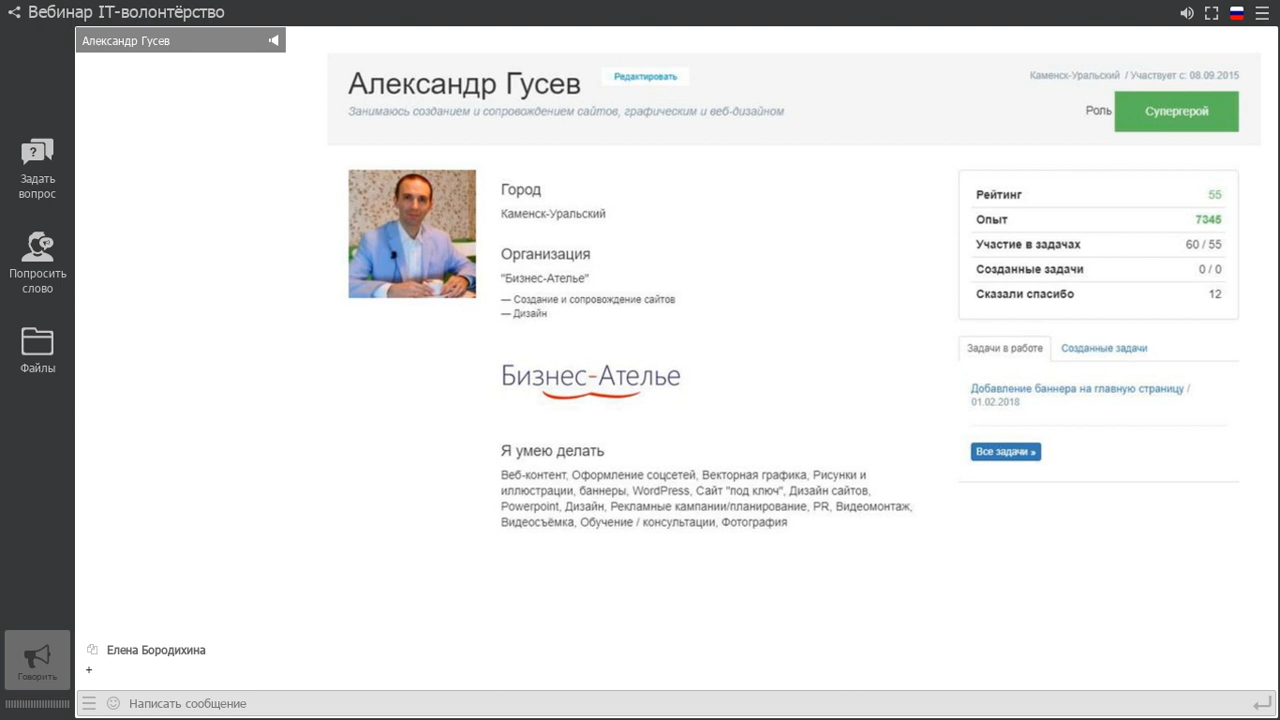 Вебинар IT-волонтёрство
Александр Гусев
Задать
вопрос
Попросить
слово
Файлы
Говорить
Александр Гусев
Редактировать
Занимаюсь созданием и сопровождением сайтов, графическим и веб-дизайном
Каменск-Уральский / Участвует с: 08.09.2015
Роль Супергерой
Город
Каменск-Уральский
Организация
"Бизнес-Ателье"
— Создание и сопровождение сайтов
— Дизайн
Бизнес-Ателье
Я умею делать
Веб-контент, Оформление соцсетей, Векторная графика, Рисунки и
иллюстрации, баннеры, WordPress, Сайт "под ключ", Дизайн сайтов,
Powerpoint, Дизайн, Рекламные кампании/планирование, PR, Видеомонтаж,
Видеосъёмка, Обучение / консультации, Фотография
Рейтинг 55
Опыт 7345
Участие в задачах 60 / 55
Созданные задачи 0 / 0
Сказали спасибо 12
Задачи в работе Созданные задачи
Добавление баннера на главную страницу /
01.02.2018
Все задачи »
Елена Бородихина
+
Написать сообщение